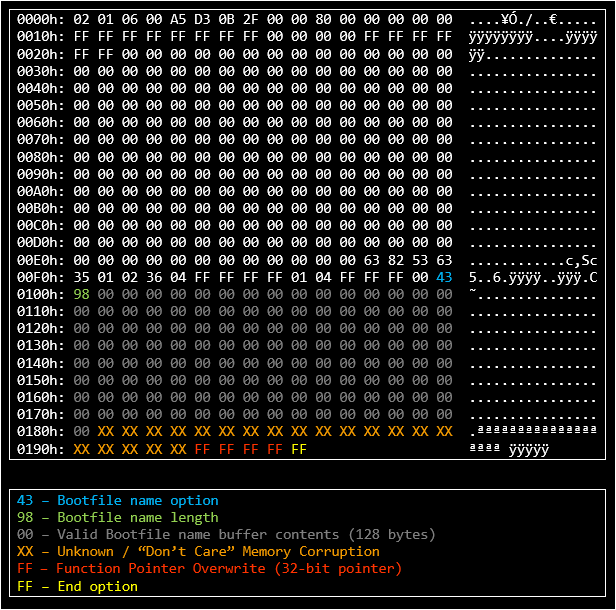 0000h: 02 01 06 00 A5 D3 0B 2F 00 00 80 00 00 00 00 00 ....¥Ó./..€.....
0010h: FF FF FF FF FF FF FF FF 00 00 00 00 FF FF FF FF ÿÿÿÿÿÿÿÿ....ÿÿÿÿ
0020h: FF FF 00 00 00 00 00 00 00 00 00 00 00 00 00 00 ÿÿ..............
0030h: 00 00 00 00 00 00 00 00 00 00 00 00 00 00 00 00 ................
0040h: 00 00 00 00 00 00 00 00 00 00 00 00 00 00 00 00 ................
0050h: 00 00 00 00 00 00 00 00 00 00 00 00 00 00 00 00 ................
0060h: 00 00 00 00 00 00 00 00 00 00 00 00 00 00 00 00 ................
0070h: 00 00 00 00 00 00 00 00 00 00 00 00 00 00 00 00 ................
0080h: 00 00 00 00 00 00 00 00 00 00 00 00 00 00 00 00 ................
0090h: 00 00 00 00 00 00 00 00 00 00 00 00 00 00 00 00 ................
00A0h: 00 00 00 00 00 00 00 00 00 00 00 00 00 00 00 00 ................
00B0h: 00 00 00 00 00 00 00 00 00 00 00 00 00 00 00 00 ................
00C0h: 00 00 00 00 00 00 00 00 00 00 00 00 00 00 00 00 ................
00D0h: 00 00 00 00 00 00 00 00 00 00 00 00 00 00 00 00 ................
00E0h: 00 00 00 00 00 00 00 00 00 00 00 00 63 82 53 63 ............c‚Sc
00F0h: 35 01 02 36 04 FF FF FF FF 01 04 FF FF FF 00 43 5..6.ÿÿÿÿ..ÿÿÿ.C
0100h: 98 00 00 00 00 00 00 00 00 00 00 00 00 00 00 00 ˜...............
0110h: 00 00 00 00 00 00 00 00 00 00 00 00 00 00 00 00 ................
0120h: 00 00 00 00 00 00 00 00 00 00 00 00 00 00 00 00 ................
0130h: 00 00 00 00 00 00 00 00 00 00 00 00 00 00 00 00 ................
0140h: 00 00 00 00 00 00 00 00 00 00 00 00 00 00 00 00 ................
0150h: 00 00 00 00 00 00 00 00 00 00 00 00 00 00 00 00 ................
0160h: 00 00 00 00 00 00 00 00 00 00 00 00 00 00 00 00 ................
0170h: 00 00 00 00 00 00 00 00 00 00 00 00 00 00 00 00 ................
0180h: 00 XX XX XX XX XX XX XX XX XX XX XX XX XX XX XX .ªªªªªªªªªªªªªªª
0190h: XX XX XX XX XX FF FF FF FF FF ªªªª ÿÿÿÿÿ
43 – Bootfile name option
98 – Bootfile name length
00 – Valid Bootfile name buffer contents (128 bytes)
XX – Unknown / “Don’t Care” Memory Corruption
FF – Function Pointer Overwrite (32-bit pointer)
FF – End option